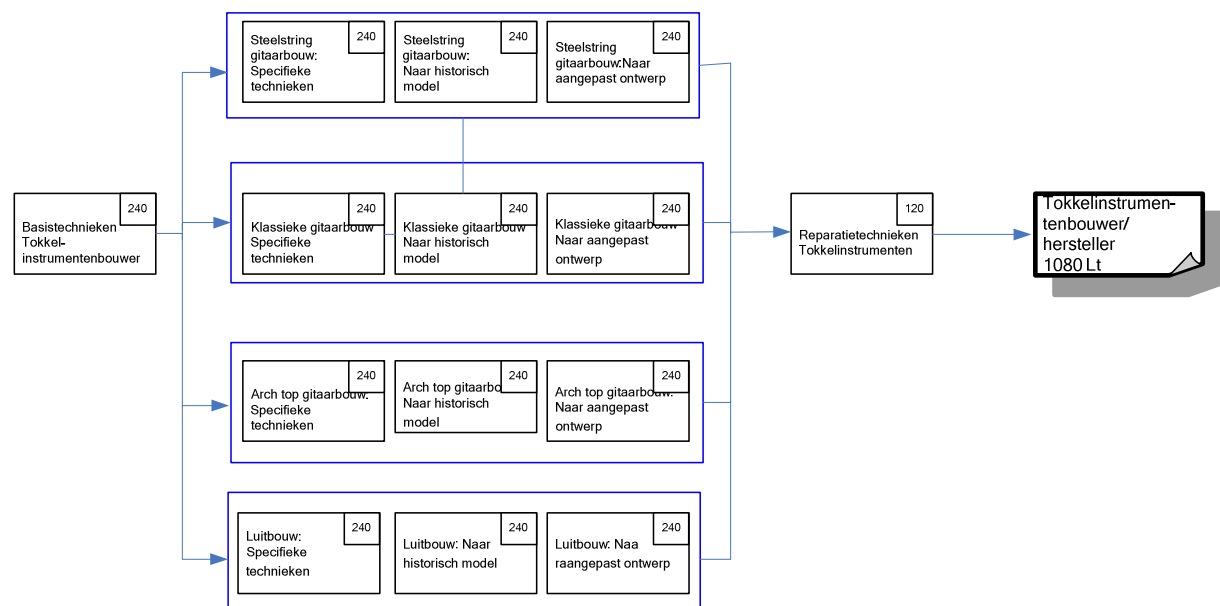 240
Steelstring
gitaarbouw:
Specifieke
technieken
240
Steelstring
gitaarbouw:
Naar historisch
model
240
Steelstring
gitaarbouw:Naar
aangepast ontwerp
240
Basistechnieken
Tokkel-
instrumentenbouwer
240
Klassieke gitaarbouw
Specifieke
technieken
240
Klassieke gitaarbouw
Naar historisch
model
240
Klassieke gitaarbouw
Naar aangepast
ontwerp
120
Reparatietechnieken
Tokkelinstrumenten
Tokkelinstrumen-
tenbouwer/
hersteller
1080 Lt
240
Arch top gitaarbouw:
Specifieke
technieken
240
Arch top gitaarbo
Naar historisch
model
240
Arch top gitaarbouw:
Naar aangepast
ontwerp
240
Luitbouw:
Specifieke
technieken
240
Luitbouw: Naar
historisch model
240
Luitbouw: Naa
raangepast ontwerp